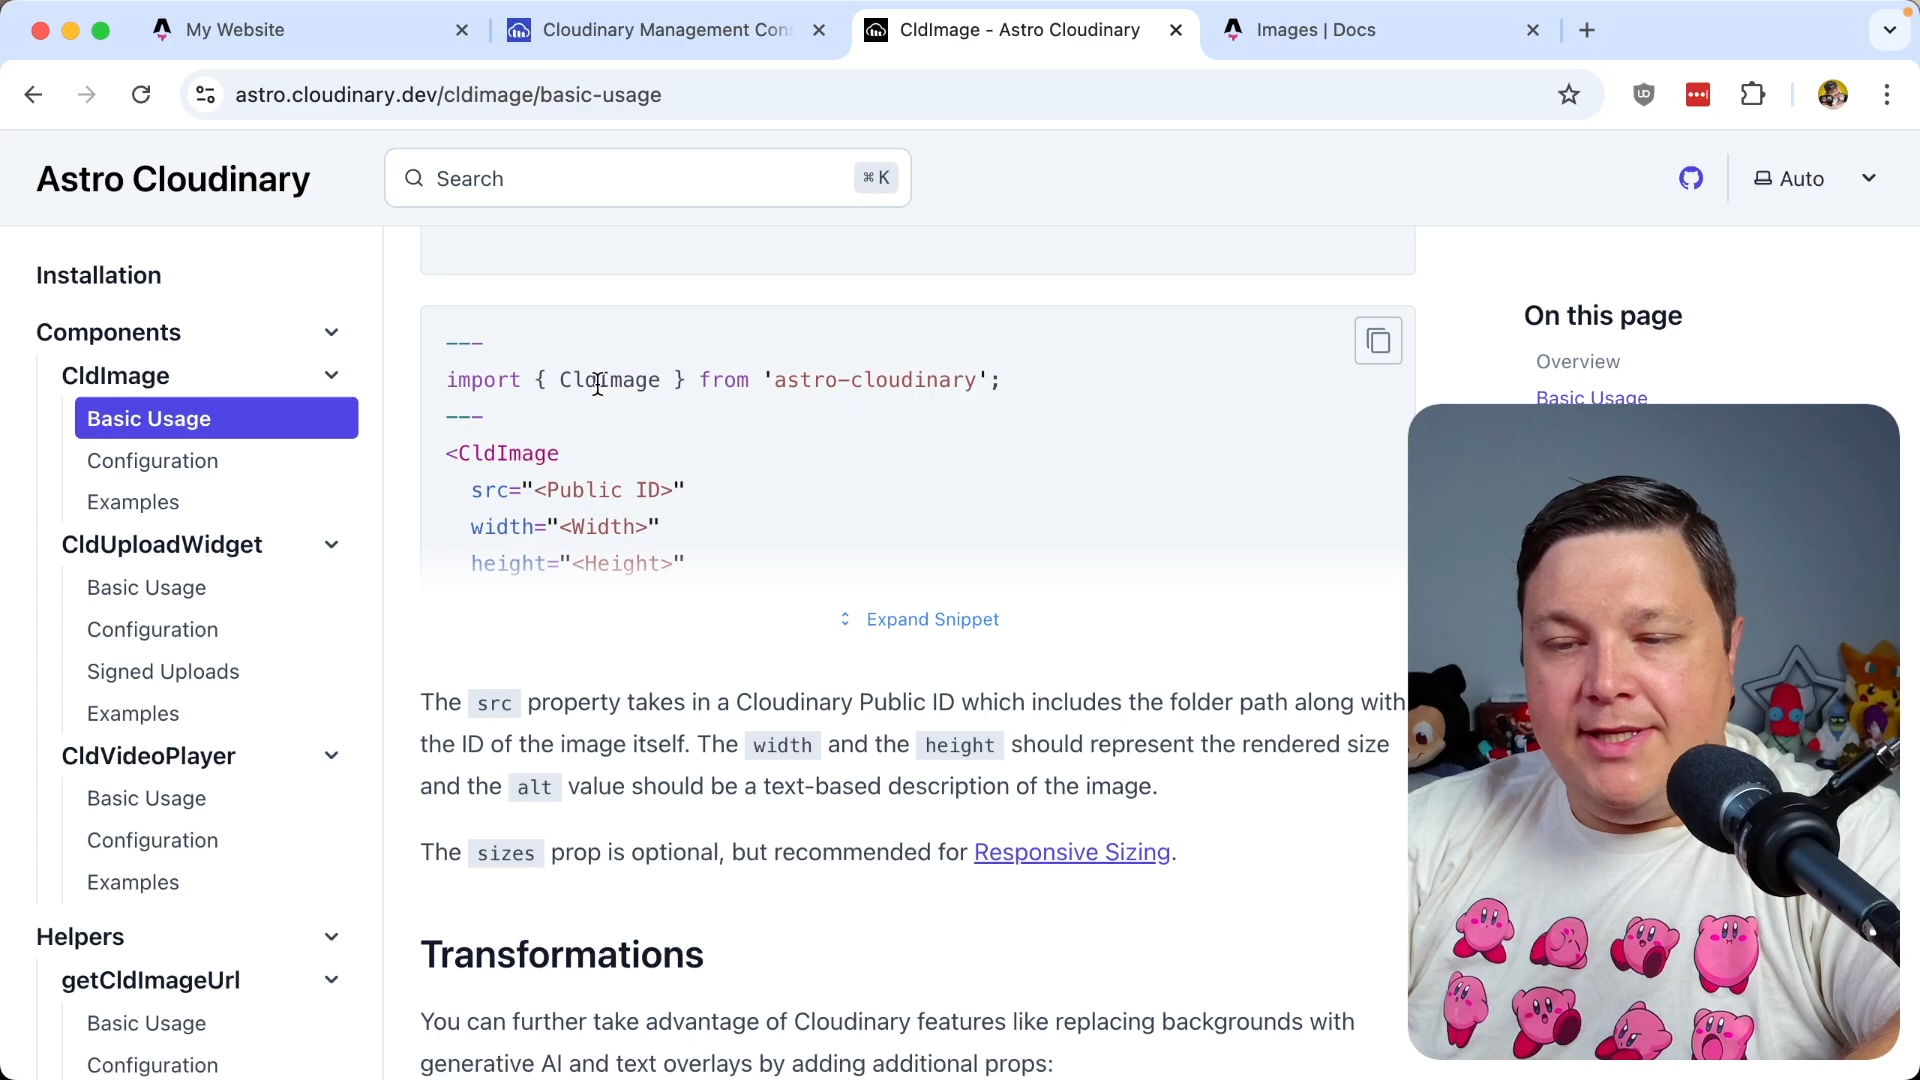 My Website
Cloudinary Management Con
CldImage - Astro Cloudinary
Images | Docs
astro.cloudinary.dev/cldimage/basic-usage
Astro Cloudinary
Search
⌘ K
Auto
Installation
Components
CldImage
Basic Usage
Configuration
Examples
CldUploadWidget
Basic Usage
Configuration
Signed Uploads
Examples
CldVideoPlayer
Basic Usage
Configuration
Examples
Helpers
getCldImageUrl
Basic Usage
Configuration
---
import { CldImage } from 'astro-cloudinary';
---
<CldImage
src="<Public ID>"
width="<Width>"
height="<Height>"
Expand Snippet
The src property takes in a Cloudinary Public ID which includes the folder path along with
the ID of the image itself. The width and the height should represent the rendered size
and the alt value should be a text-based description of the image.
The sizes prop is optional, but recommended for Responsive Sizing.
Transformations
You can further take advantage of Cloudinary features like replacing backgrounds with
generative AI and text overlays by adding additional props:
On this page
Overview
Basic Usage